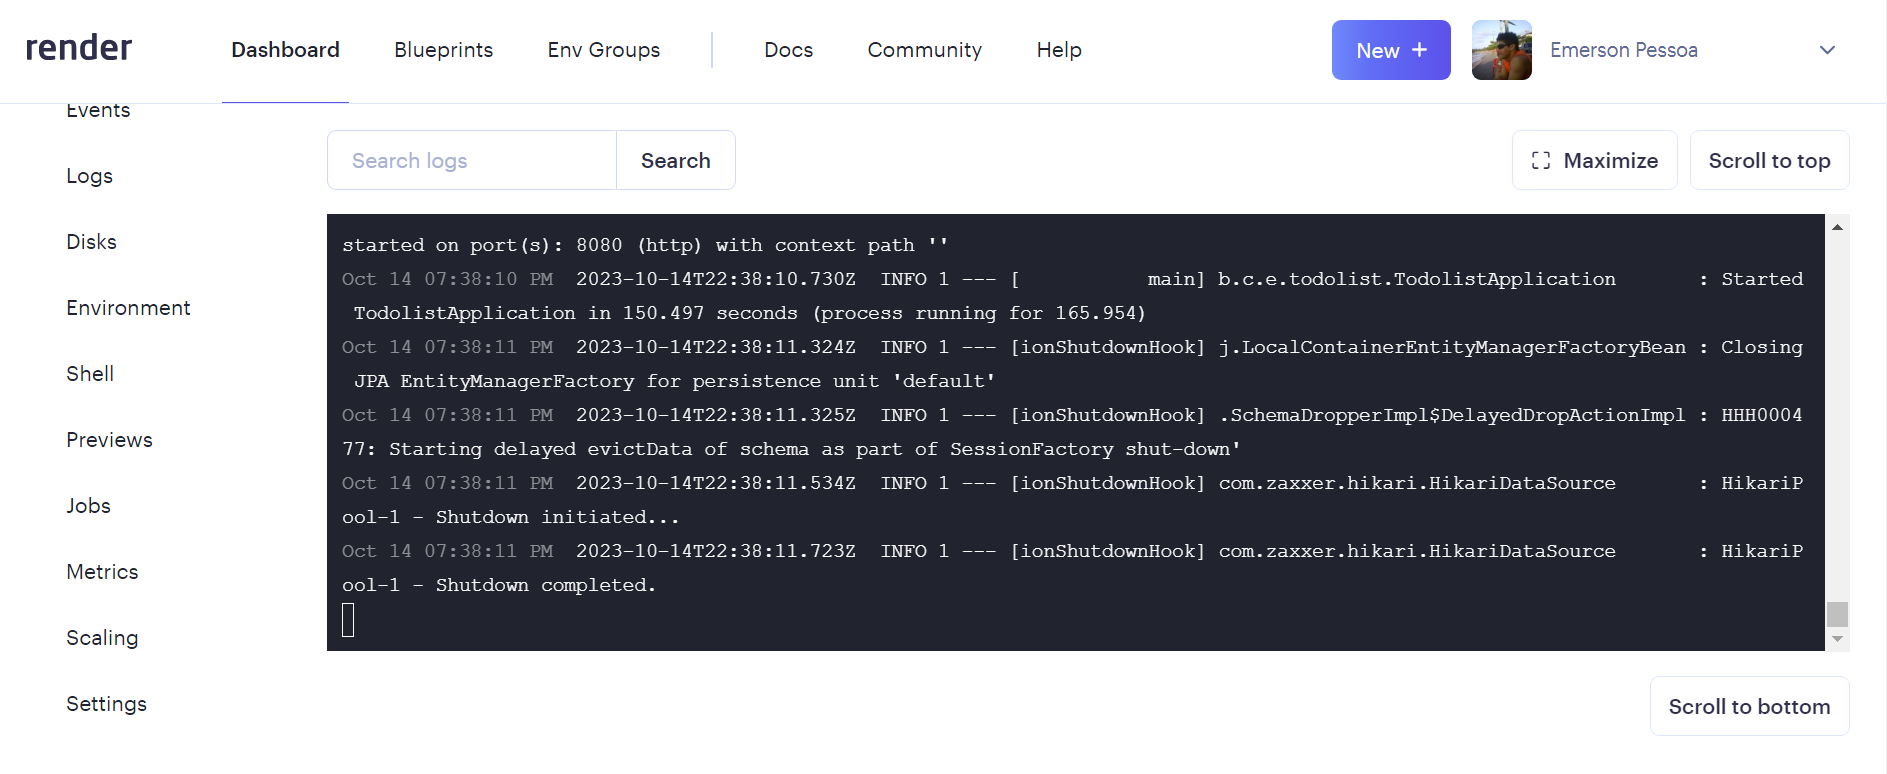 render
Dashboard
Blueprints
Env Groups
Docs
Community
Help
New +
Emerson Pessoa
Events
Logs
Disks
Environment
Shell
Previews
Jobs
Metrics
Scaling
Settings
Search logs
Search
Maximize
Scroll to top
started on port(s): 8080 (http) with context path ''
Oct 14 07:38:10 PM  2023-10-14T22:38:10.730Z  INFO 1 --- [           main] b.c.e.todolist.TodolistApplication       : Started
 TodolistApplication in 150.497 seconds (process running for 165.954)
Oct 14 07:38:11 PM  2023-10-14T22:38:11.324Z  INFO 1 --- [ionShutdownHook] j.LocalContainerEntityManagerFactoryBean : Closing
 JPA EntityManagerFactory for persistence unit 'default'
Oct 14 07:38:11 PM  2023-10-14T22:38:11.325Z  INFO 1 --- [ionShutdownHook] .SchemaDropperImpl$DelayedDropActionImpl : HHH0004
77: Starting delayed evictData of schema as part of SessionFactory shut-down'
Oct 14 07:38:11 PM  2023-10-14T22:38:11.534Z  INFO 1 --- [ionShutdownHook] com.zaxxer.hikari.HikariDataSource       : HikariP
ool-1 - Shutdown initiated...
Oct 14 07:38:11 PM  2023-10-14T22:38:11.723Z  INFO 1 --- [ionShutdownHook] com.zaxxer.hikari.HikariDataSource       : HikariP
ool-1 - Shutdown completed.
Scroll to bottom